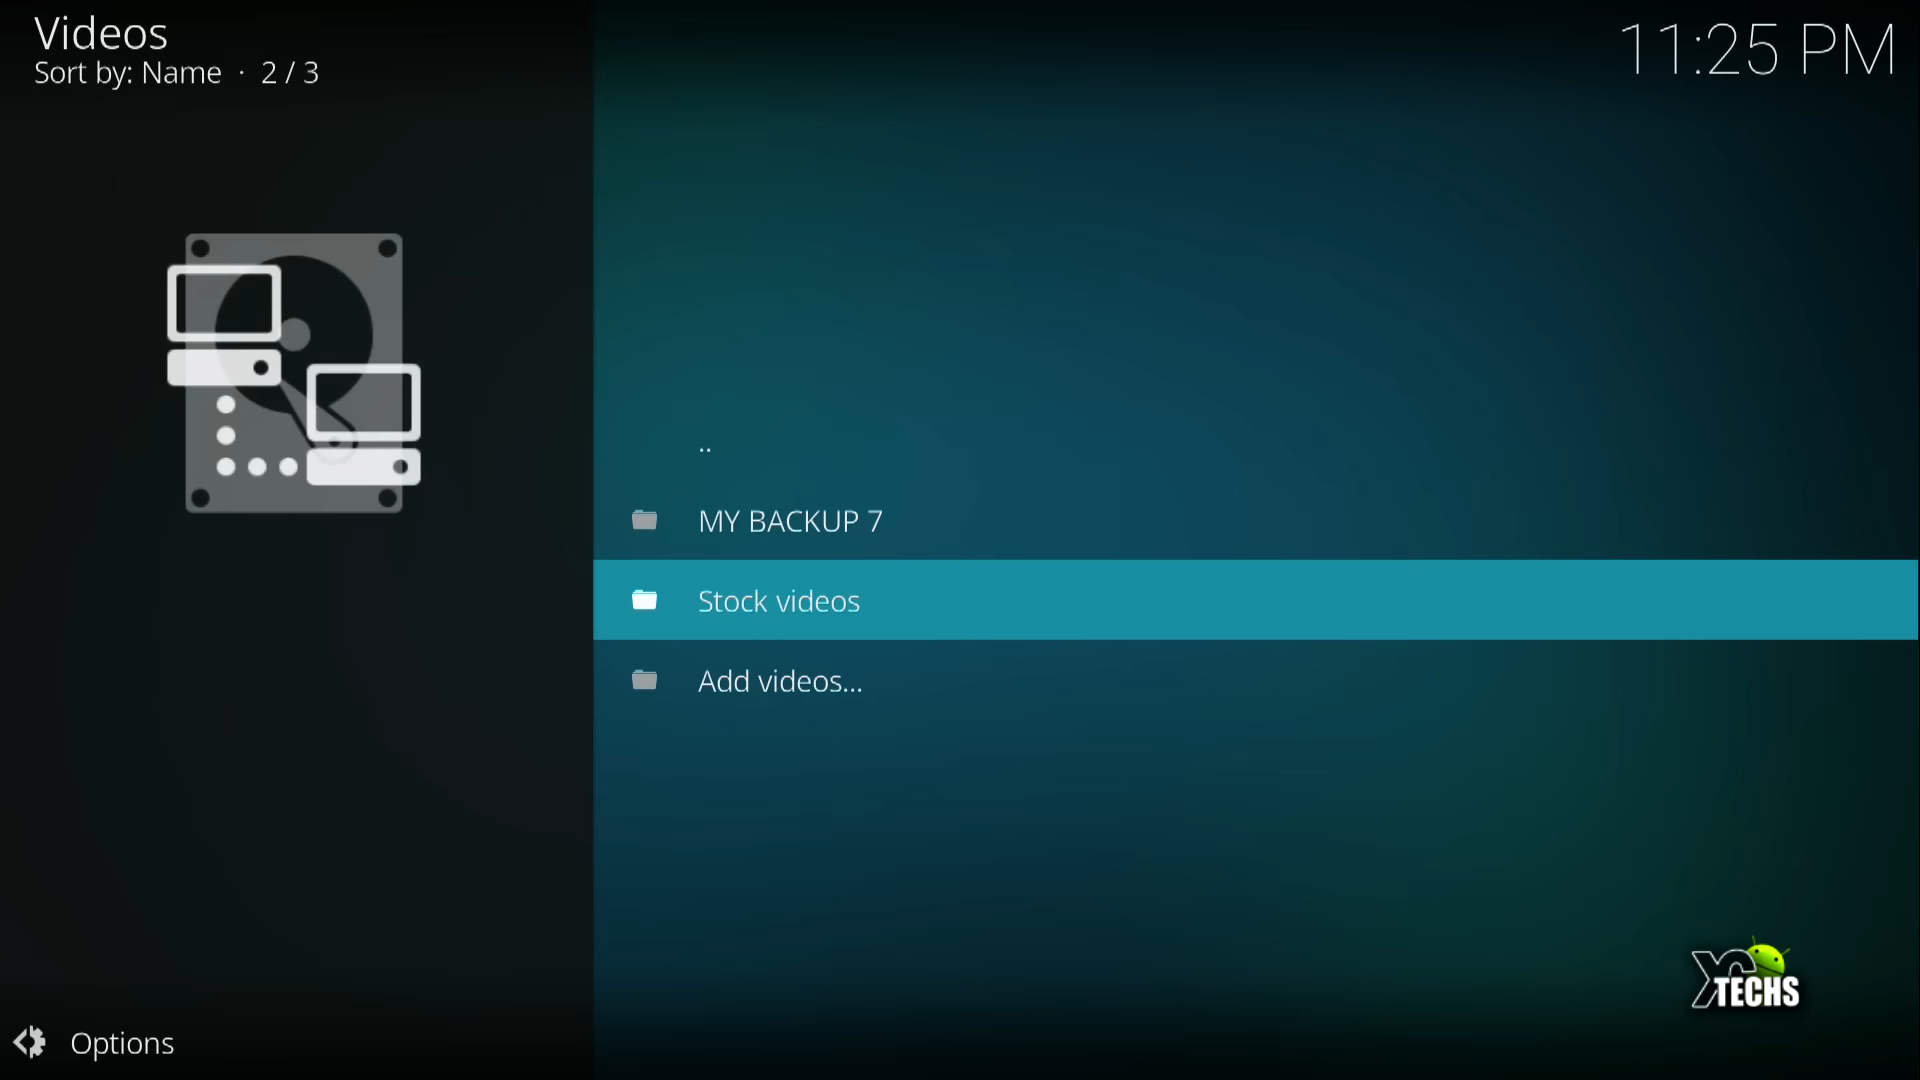 Videos
Sort by: Name · 2 / 3
11:25 PM
..
MY BACKUP 7
Stock videos
Add videos...
TECHS
Options